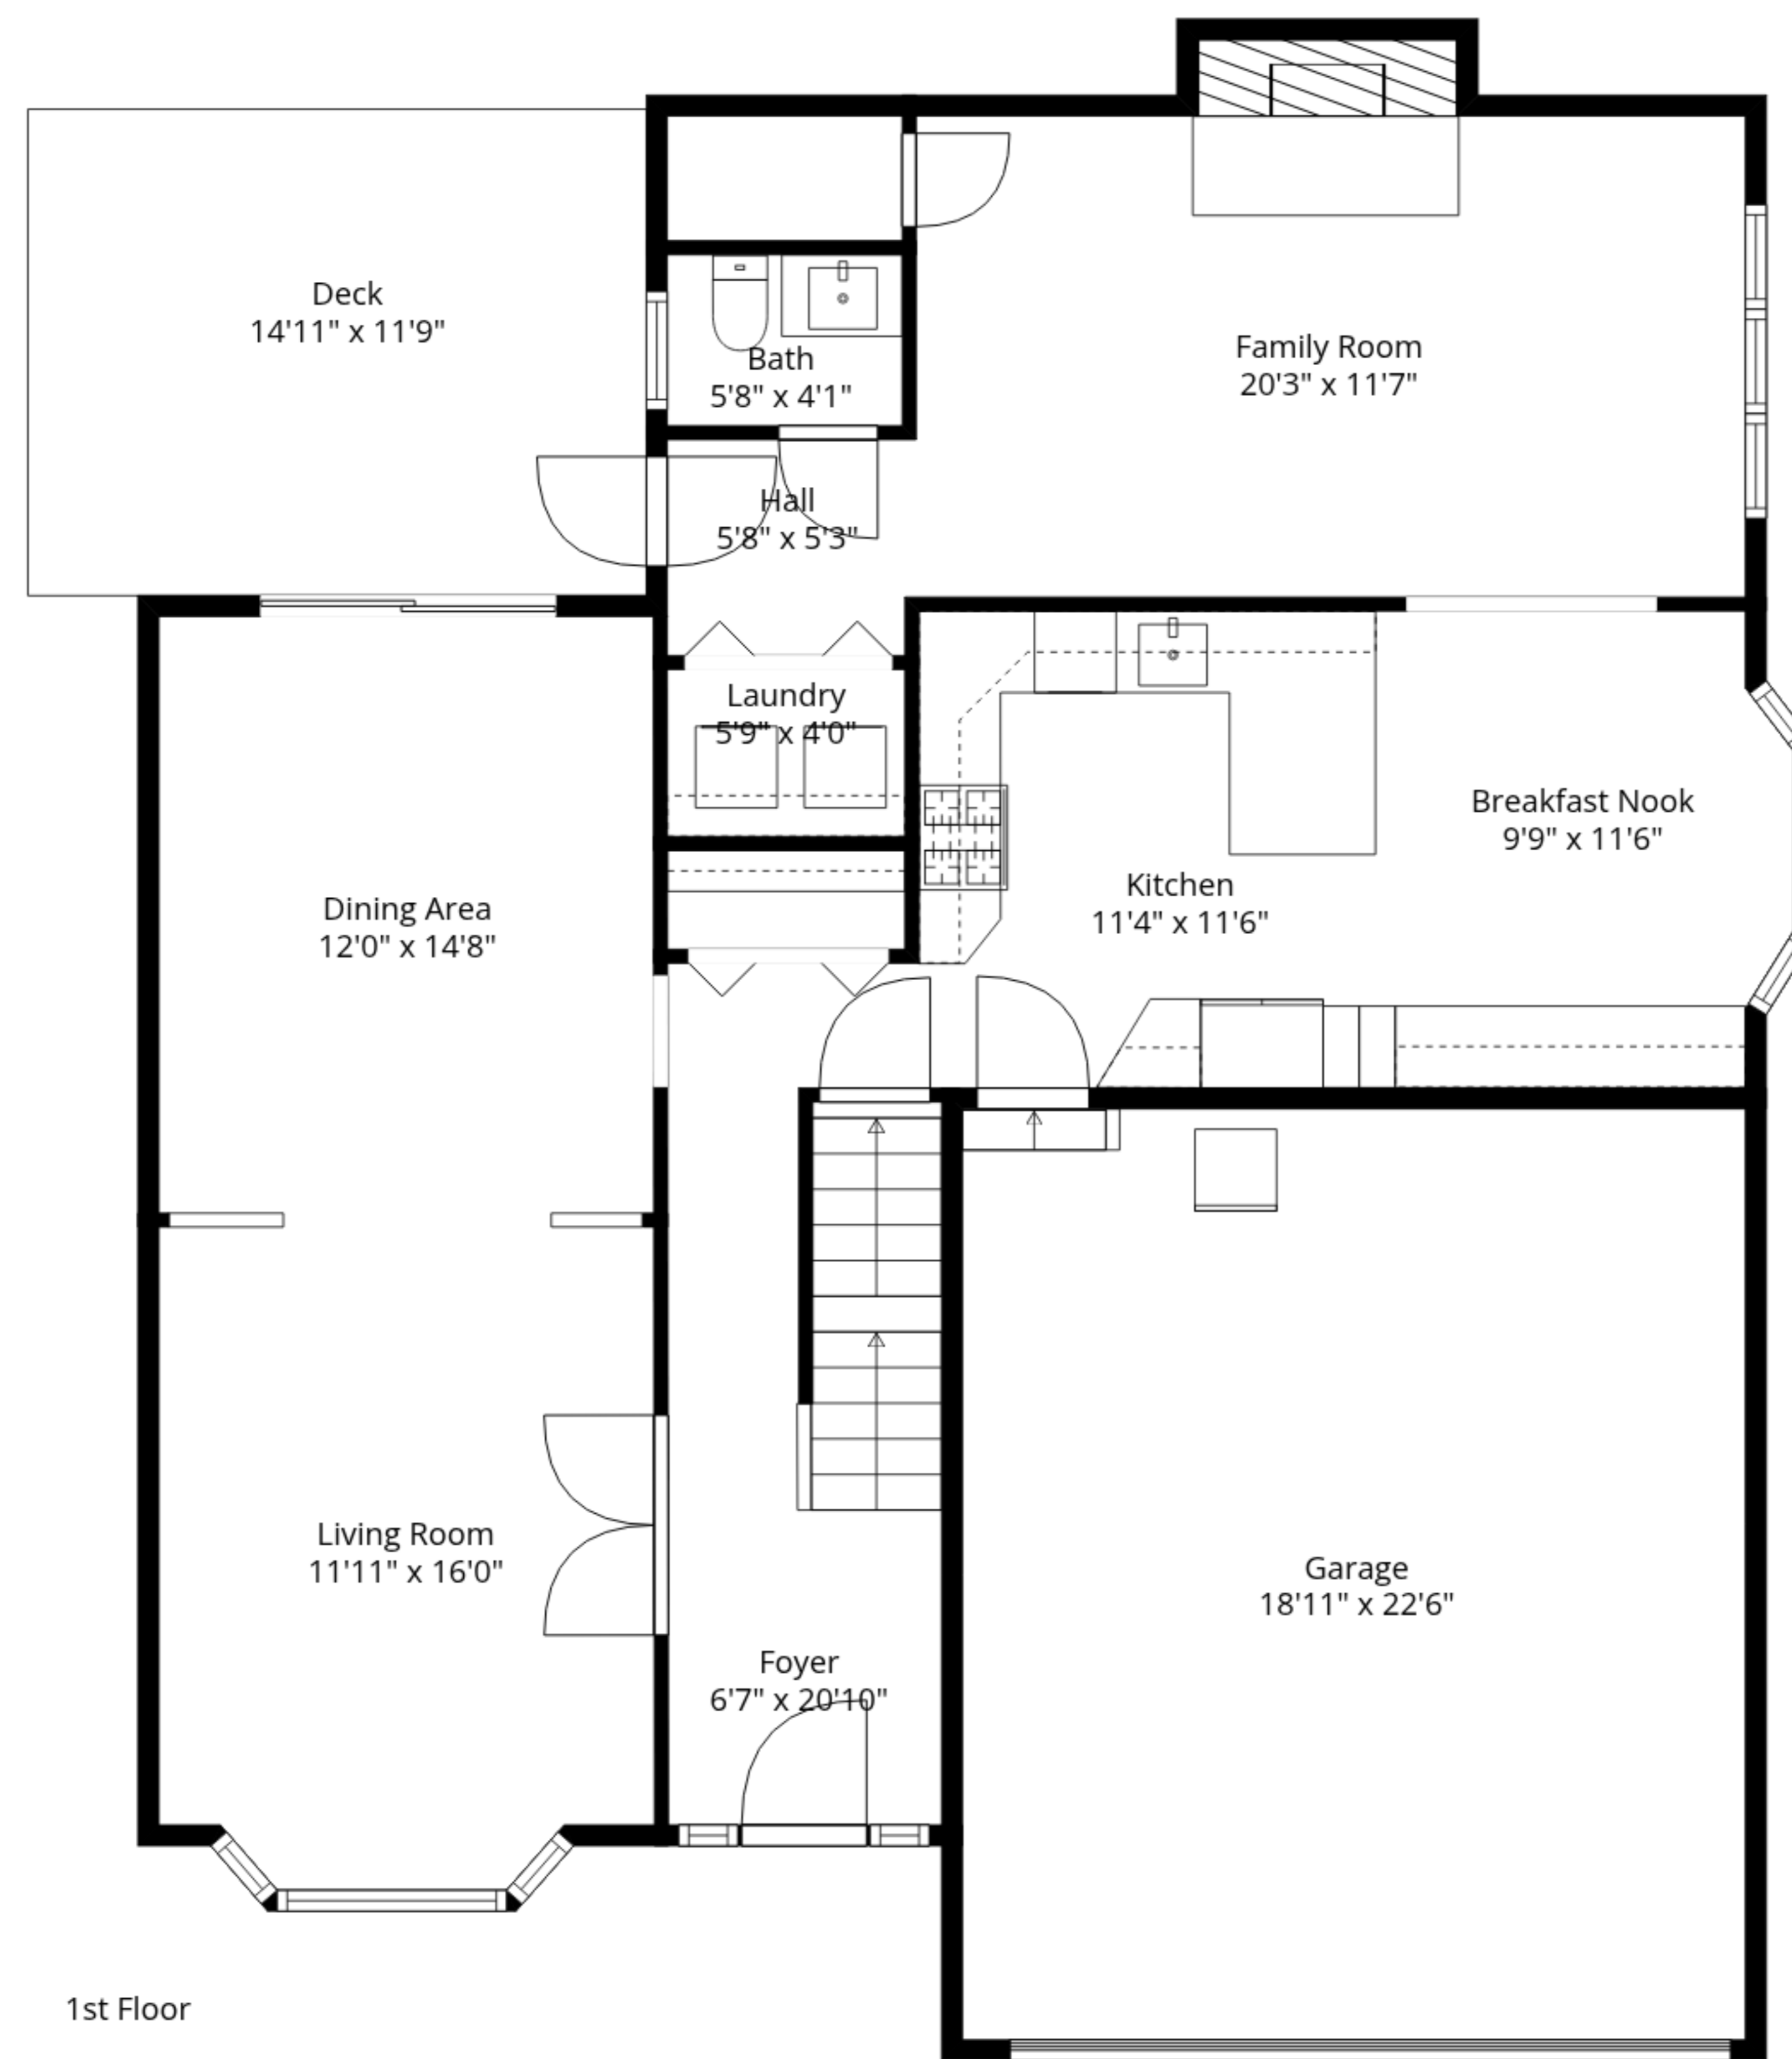 Deck
14'11" x 11'9"
Bath
5'8" x 4'1"
Family Room
20'3" x 11'7"
Hall
5'8" x 5'3"
Laundry
5'9" x 4'0"
Breakfast Nook
9'9" x 11'6"
Kitchen
11'4" x 11'6"
Dining Area
12'0" x 14'8"
Living Room
11'11" x 16'0"
Garage
18'11" x 22'6"
Foyer
6'7" x 20'10"
1st Floor